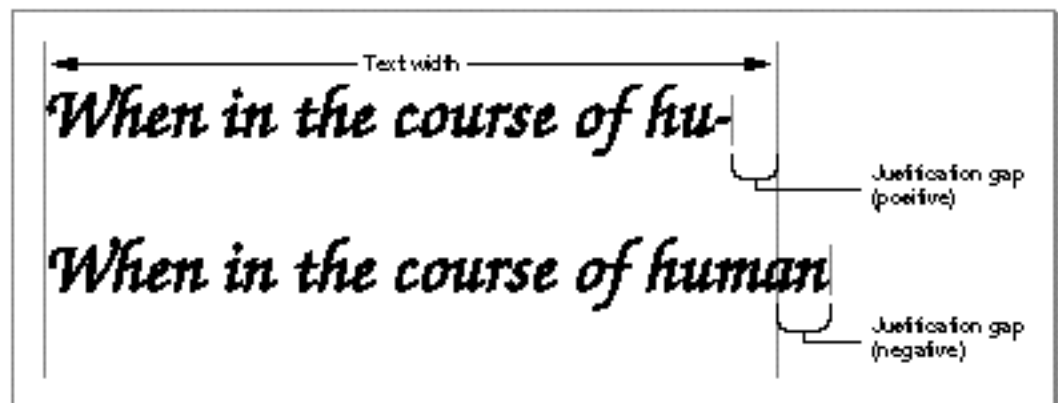 Text width
When in the course of hu-
Justification gap
(positive)
When in the course of human
Justification gap
(negative)